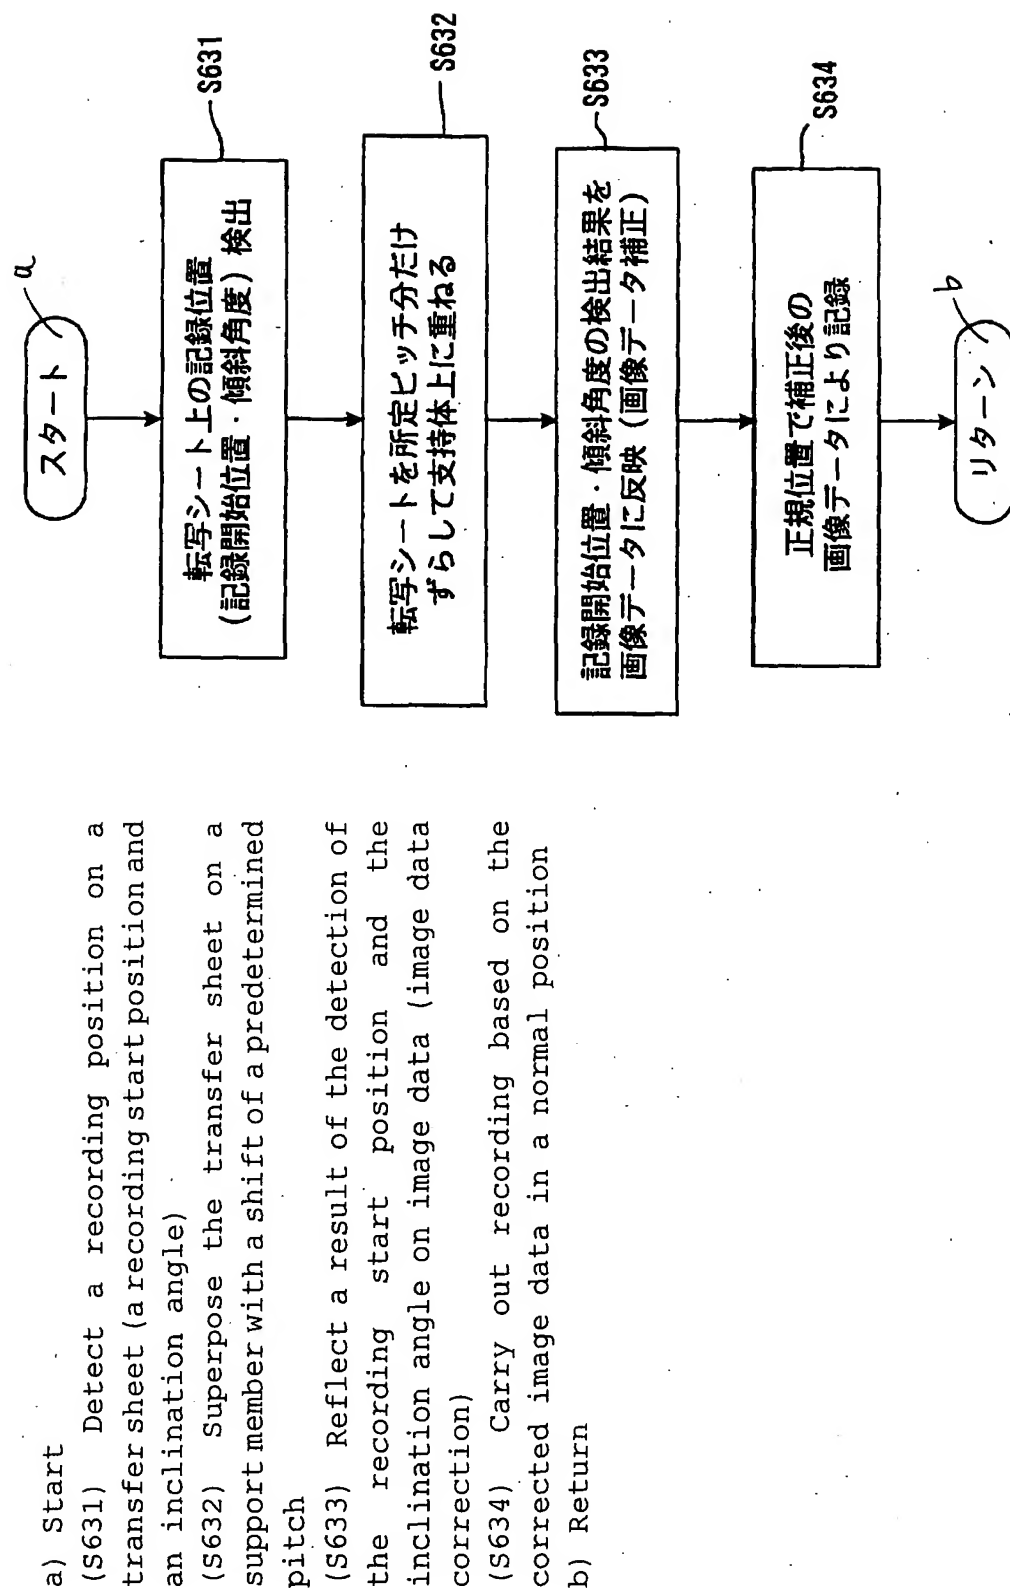 スタート
a
転写シート上の記録位置
(記録開始位置・傾斜角度) 検出
S631
転写シートを所定ピッチ分だけ
ずらして支持体上に重ねる
S632
記録開始位置・傾斜角度の検出結果を
画像データに反映 (画像データ補正)
S633
正規位置で補正後の
画像データにより記録
S634
リターン
b
a) Start
(S631) Detect a recording position on a
transfer sheet (a recording start position and
an inclination angle)
(S632) Superpose the transfer sheet on a
support member with a shift of a predetermined
pitch
(S633) Reflect a result of the detection of
the recording start position and the
inclination angle on image data (image data
correction)
(S634) Carry out recording based on the
corrected image data in a normal position
b) Return